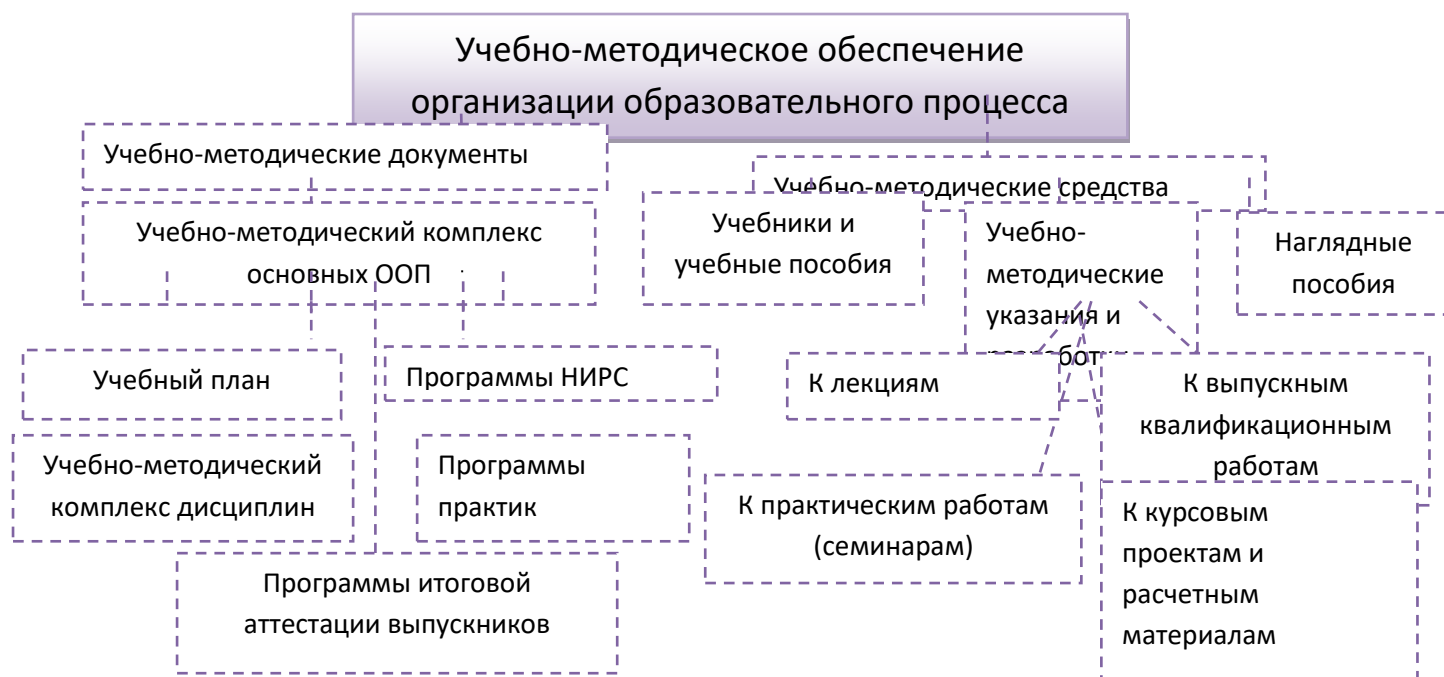 Учебно-методическое обеспечение
организации образовательного процесса
Учебно-методические документы
Учебно-методические средства
Учебно-методический комплекс
основных ООП
Учебники и
учебные пособия
Учебно-
методические
указания и
Наглядные
пособия
Учебный план
Программы НИРС
К лекциям
К выпускным
квалификационным
работам
Учебно-методический
комплекс дисциплин
Программы
практик
К практическим работам
(семинарам)
К курсовым
проектам и
расчетным
материалам
Программы итоговой
аттестации выпускников